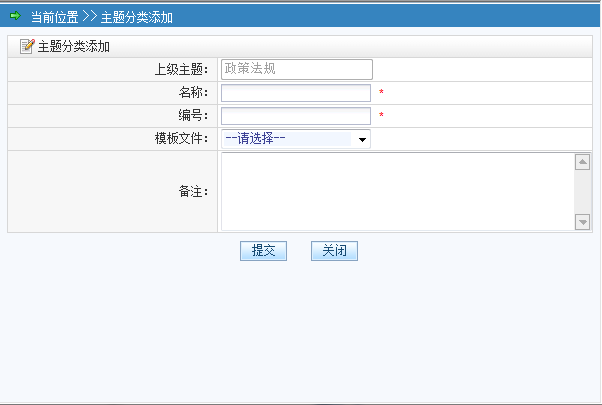 当前位置 >> 主题分类添加
主题分类添加
上级主题： 政策法规
名称： *
编号： *
模板文件： --请选择--
备注：
提交 关闭